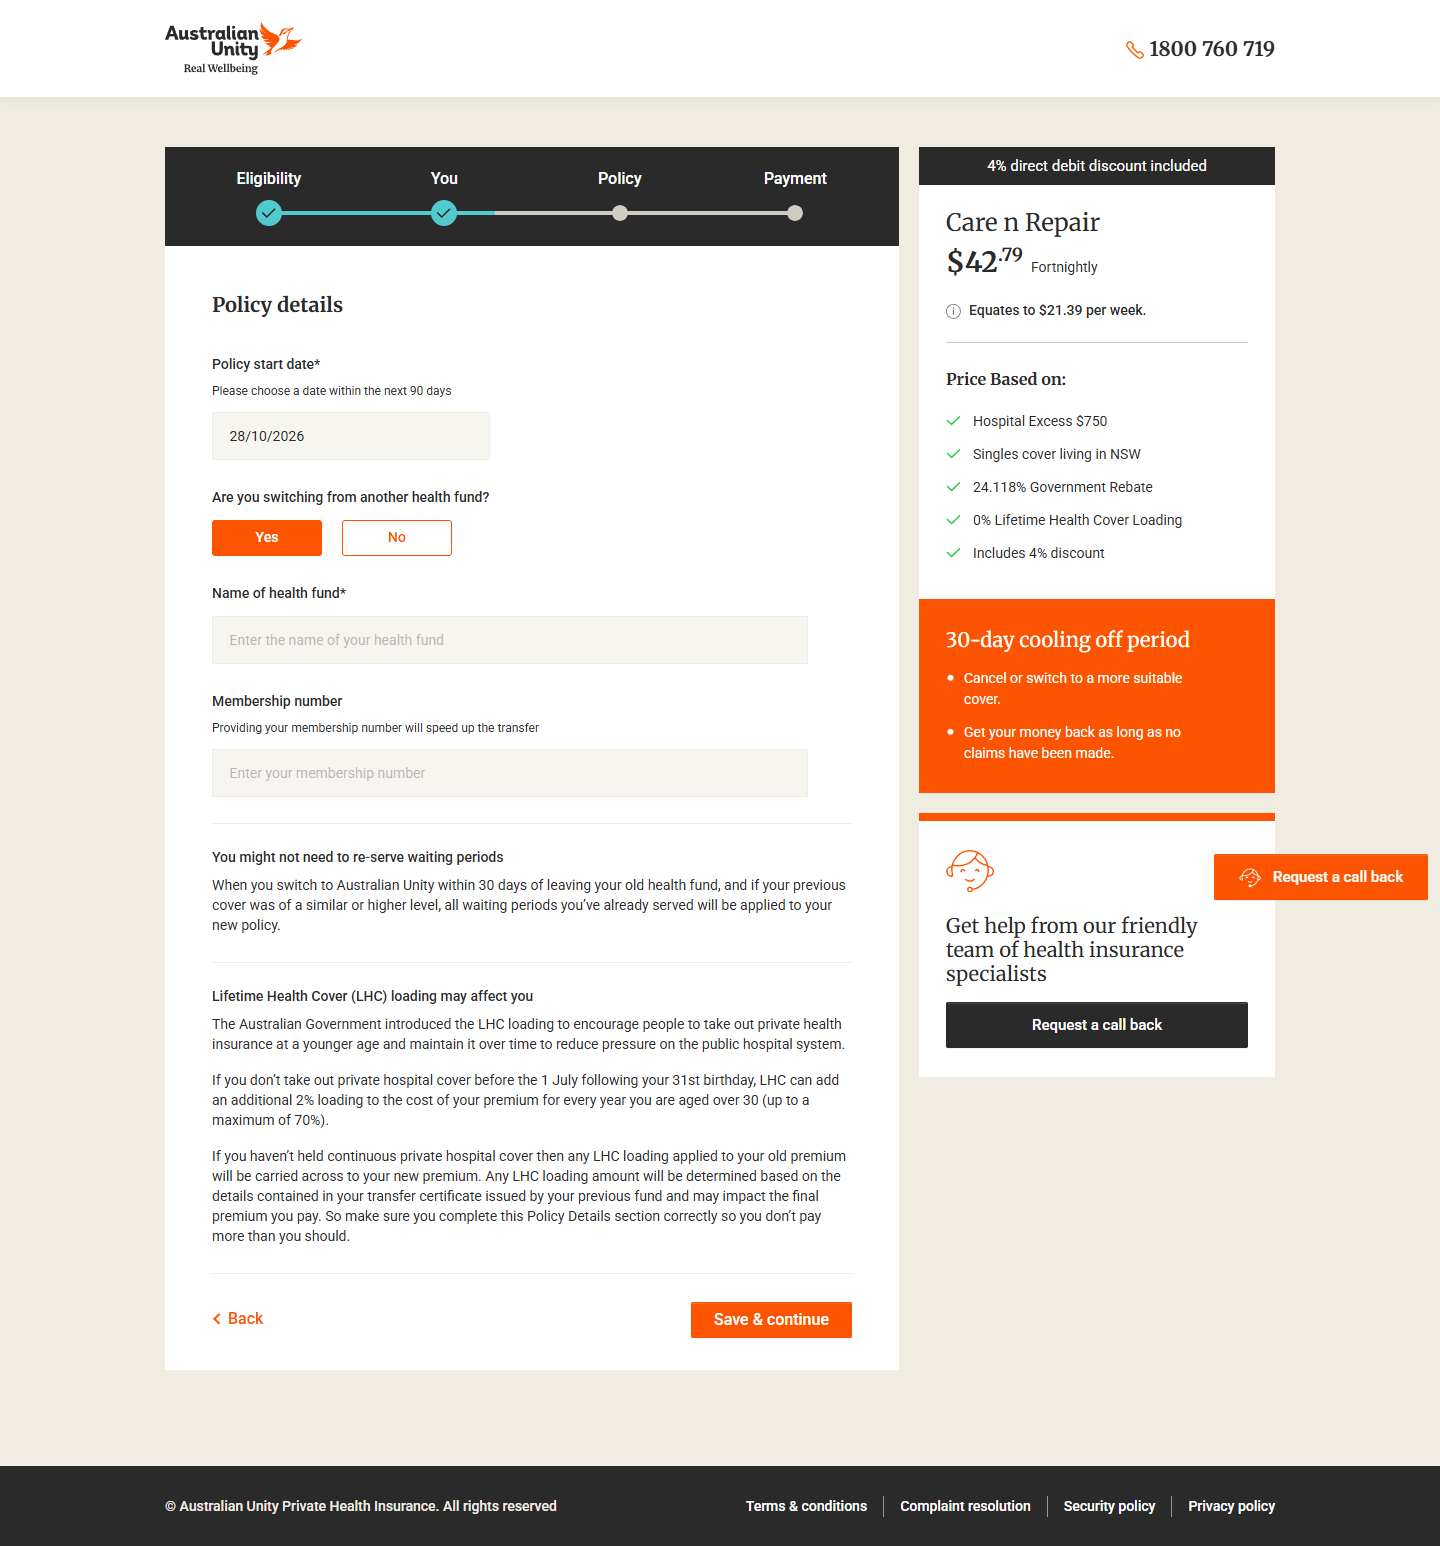 Australian
Unity
Real Wellbeing
1800 760 719
Eligibility
You
Policy
Payment
Policy details
Policy start date*
Please choose a date within the next 90 days
28/10/2026
Are you switching from another health fund?
Yes
No
Name of health fund*
Enter the name of your health fund
Membership number
Providing your membership number will speed up the transfer
Enter your membership number
You might not need to re-serve waiting periods
When you switch to Australian Unity within 30 days of leaving your old health fund, and if your previous
cover was of a similar or higher level, all waiting periods you’ve already served will be applied to your
new policy.
Lifetime Health Cover (LHC) loading may affect you
The Australian Government introduced the LHC loading to encourage people to take out private health
insurance at a younger age and maintain it over time to reduce pressure on the public hospital system.
If you don’t take out private hospital cover before the 1 July following your 31st birthday, LHC can add
an additional 2% loading to the cost of your premium for every year you are aged over 30 (up to a
maximum of 70%).
If you haven’t held continuous private hospital cover then any LHC loading applied to your old premium
will be carried across to your new premium. Any LHC loading amount will be determined based on the
details contained in your transfer certificate issued by your previous fund and may impact the final
premium you pay. So make sure you complete this Policy Details section correctly so you don’t pay
more than you should.
Back
Save & continue
4% direct debit discount included
Care n Repair
$42.79 Fortnightly
Equates to $21.39 per week.
Price Based on:
Hospital Excess $750
Singles cover living in NSW
24.118% Government Rebate
0% Lifetime Health Cover Loading
Includes 4% discount
30-day cooling off period
Cancel or switch to a more suitable
cover.
Get your money back as long as no
claims have been made.
Request a call back
Get help from our friendly
team of health insurance
specialists
Request a call back
© Australian Unity Private Health Insurance. All rights reserved
Terms & conditions
Complaint resolution
Security policy
Privacy policy